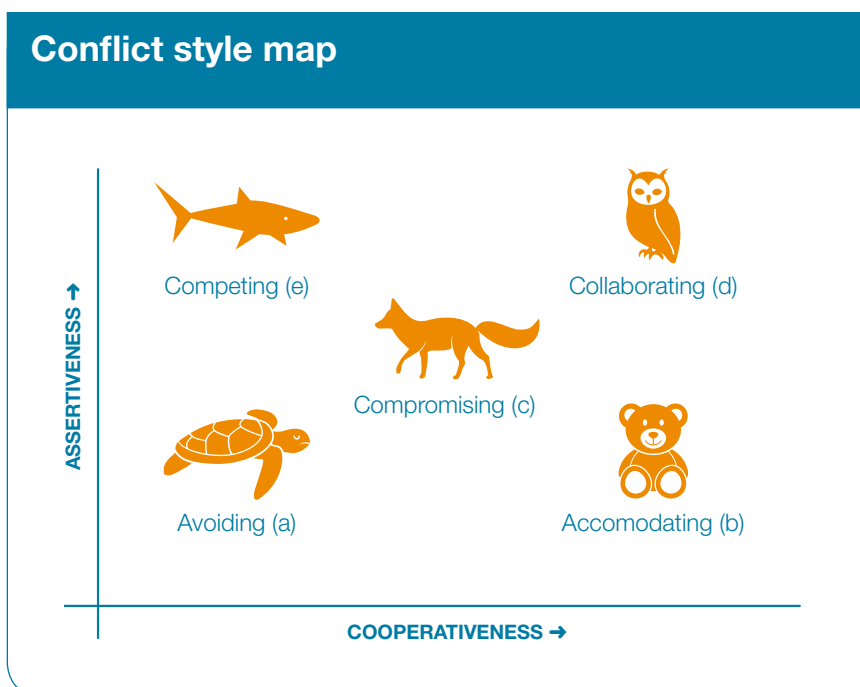 Conflict style map
ASSERTIVENESS ➜
Competing (e)
Collaborating (d)
Compromising (c)
Avoiding (a)
Accomodating (b)
COOPERATIVENESS ➜